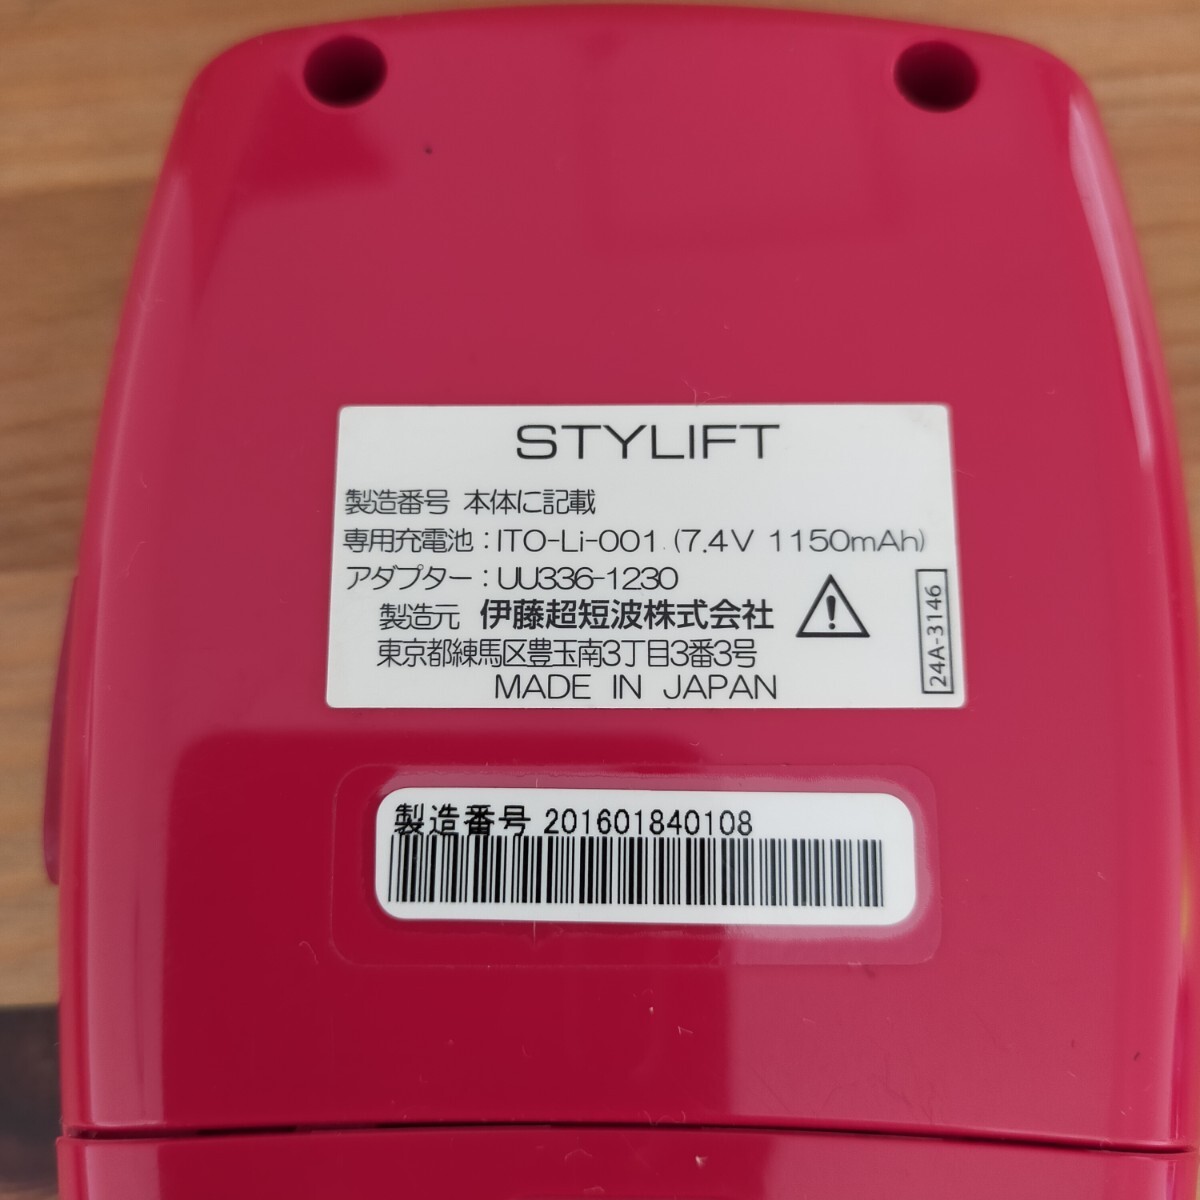 STYLIFT
製造番号 本体に記載
専用充電池：ITO-Li-001 (7.4V 1150mAh)
アダプター：UU336-1230
製造元 伊藤超短波株式会社
東京都練馬区豊玉南3丁目3番3号
MADE IN JAPAN
24A-3146
製造番号 201601840108